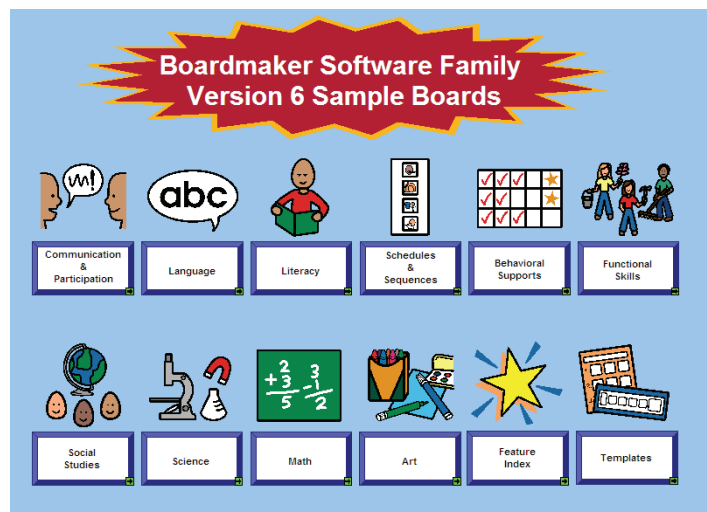 Boardmaker Software Family
Version 6 Sample Boards
m!
abc
Communication
&
Participation
Language
Literacy
Schedules
&
Sequences
Behavioral
Supports
Functional
Skills
2
+3
5
3
-1
2
Social
Studies
Science
Math
Art
Feature
Index
Templates